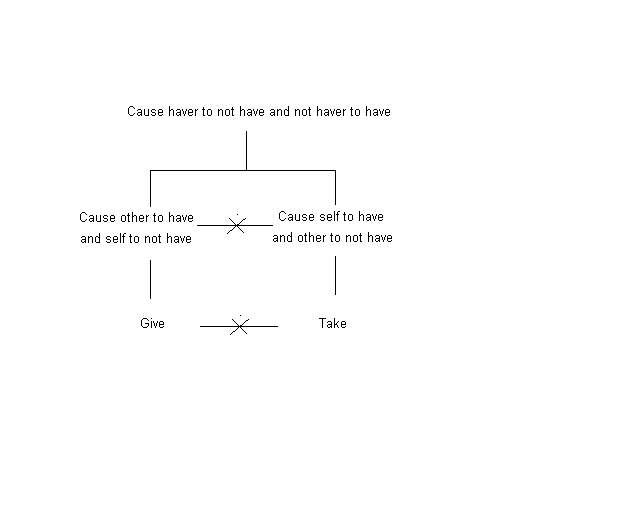 Cause haver to not have and not haver to have
Cause other to have
and self to not have
Cause self to have
and other to not have
Give
Take